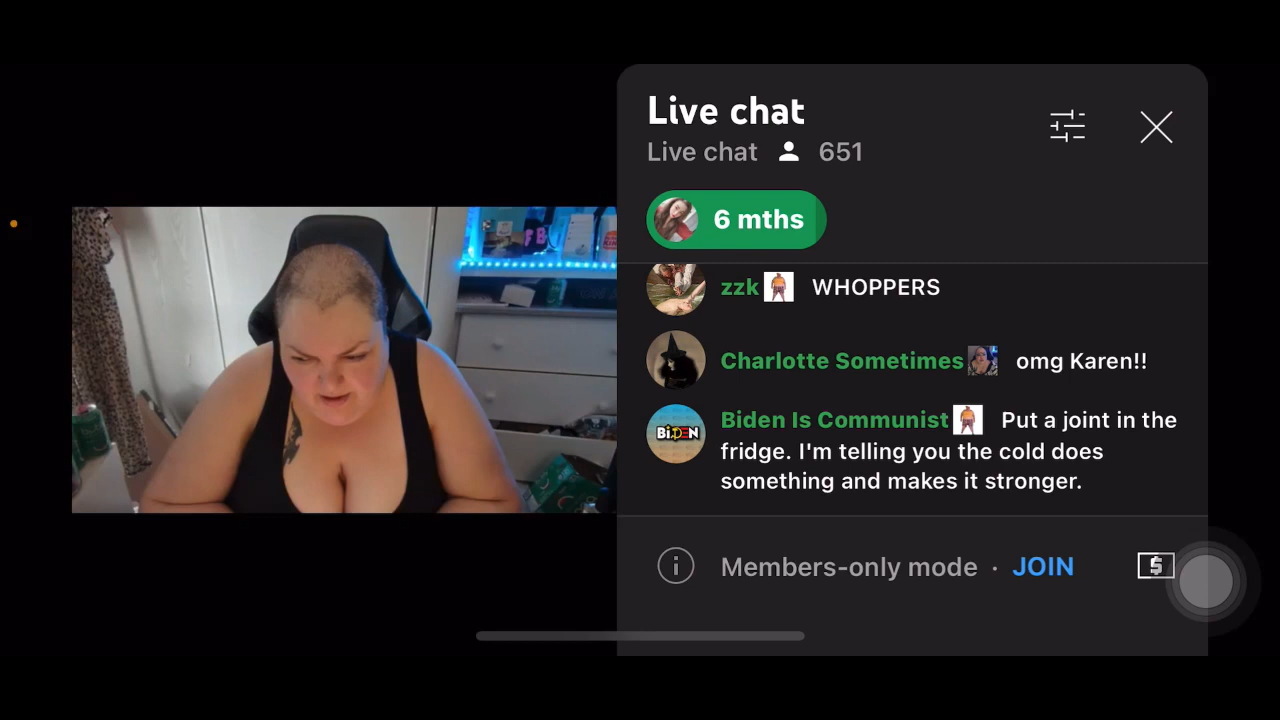 Live chat
Live chat 651
6 mths
zzk WHOPPERS
Charlotte Sometimes omg Karen!!
BiDEN
Biden Is Communist Put a joint in the
fridge. I'm telling you the cold does
something and makes it stronger.
Members-only mode · JOIN
$
F B